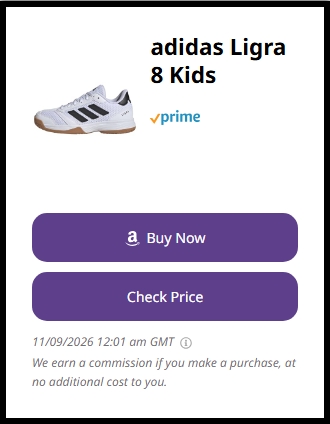 adidas Ligra
8 Kids
prime
Buy Now
Check Price
11/09/2026 12:01 am GMT
We earn a commission if you make a purchase, at
no additional cost to you.